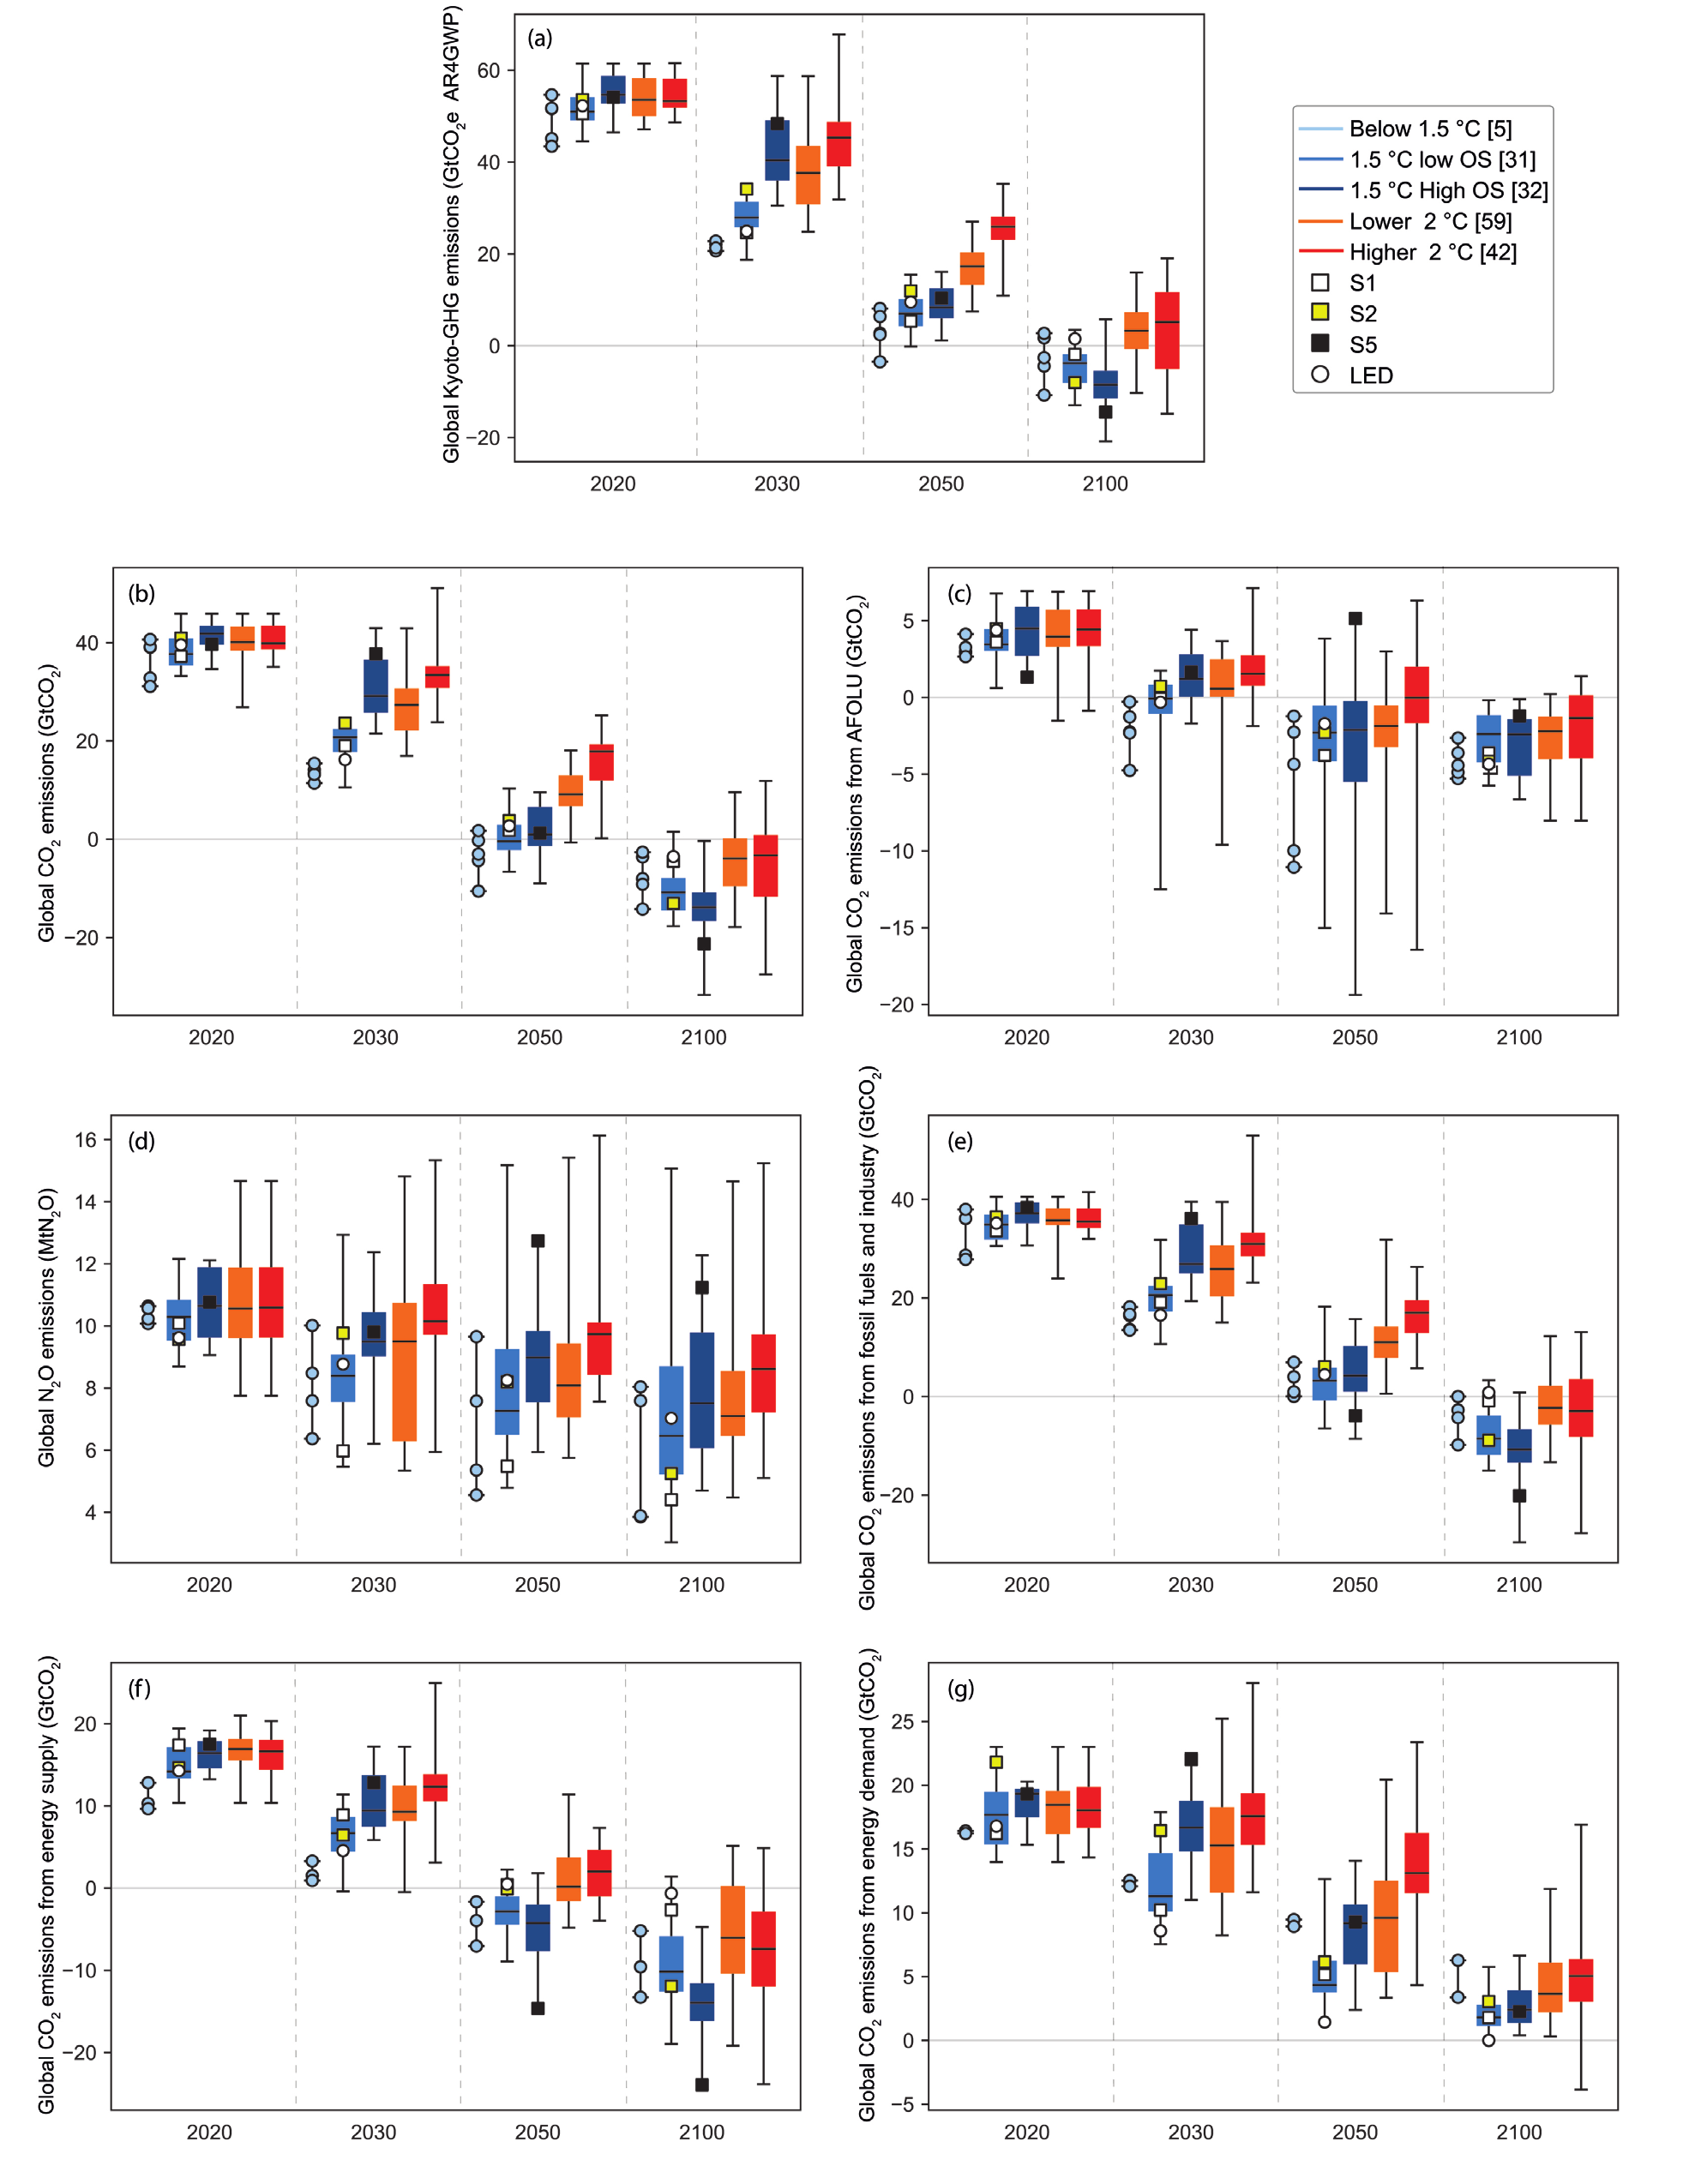 (a)
Global Kyoto-GHG emissions (GtCO2e AR4GWP)
60
40
20
0
−20
2020 2030 2050 2100
Below 1.5 °C [5]
1.5 °C low OS [31]
1.5 °C High OS [32]
Lower 2 °C [59]
Higher 2 °C [42]
S1
S2
S5
LED
(b)
Global CO2 emissions (GtCO2)
40
20
0
−20
2020 2030 2050 2100
(c)
Global CO2 emissions from AFOLU (GtCO2)
5
0
−5
−10
−15
−20
2020 2030 2050 2100
(d)
Global N2O emissions (MtN2O)
16
14
12
10
8
6
4
2020 2030 2050 2100
(e)
Global CO2 emissions from fossil fuels and industry (GtCO2)
40
20
0
−20
2020 2030 2050 2100
(f)
Global CO2 emissions from energy supply (GtCO2)
20
10
0
−10
−20
2020 2030 2050 2100
(g)
Global CO2 emissions from energy demand (GtCO2)
25
20
15
10
5
0
−5
2020 2030 2050 2100